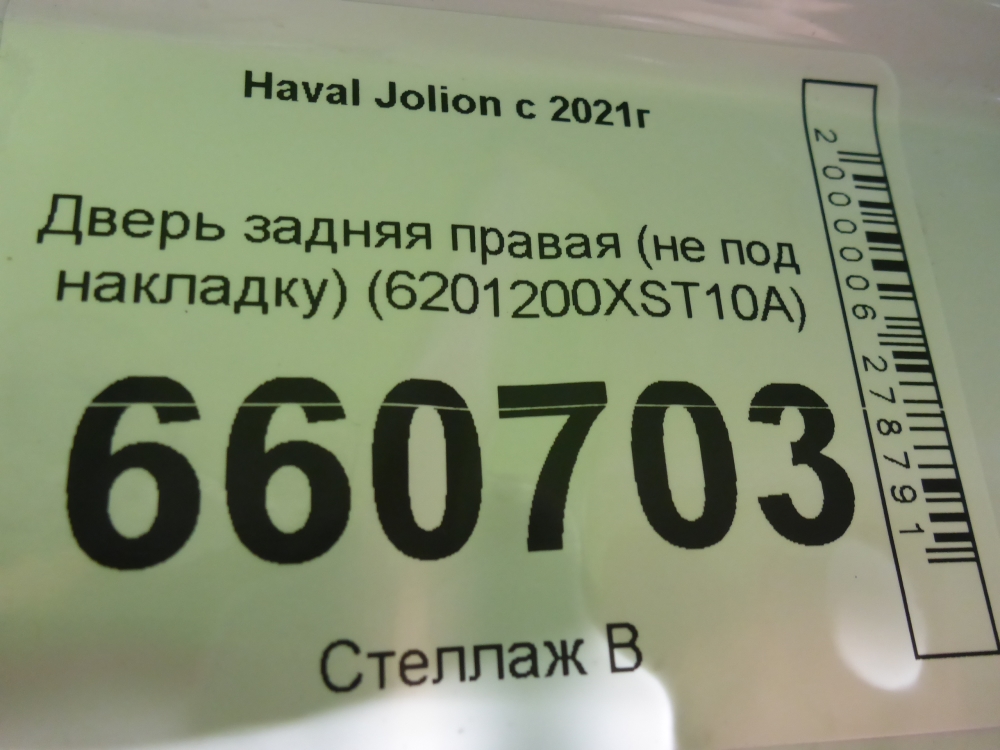 Haval Jolion с 2021г
Дверь задняя правая (не под
накладку) (6201200XST10A)
660703
Стеллаж В
2000006278791